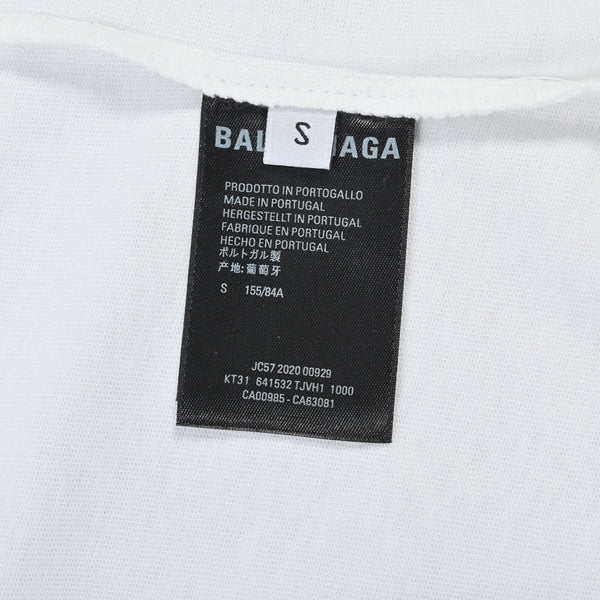 S
BAL NAGA
PRODOTTO IN PORTOGALLO
MADE IN PORTUGAL
HERGESTELLT IN PORTUGAL
FABRIQUE EN PORTUGAL
HECHO EN PORTUGAL
ポルトガル製
产地:葡萄牙
S 155/84A
JC57 2020 00929
KT31 641532 TJVH1 1000
CA00985 - CA63081